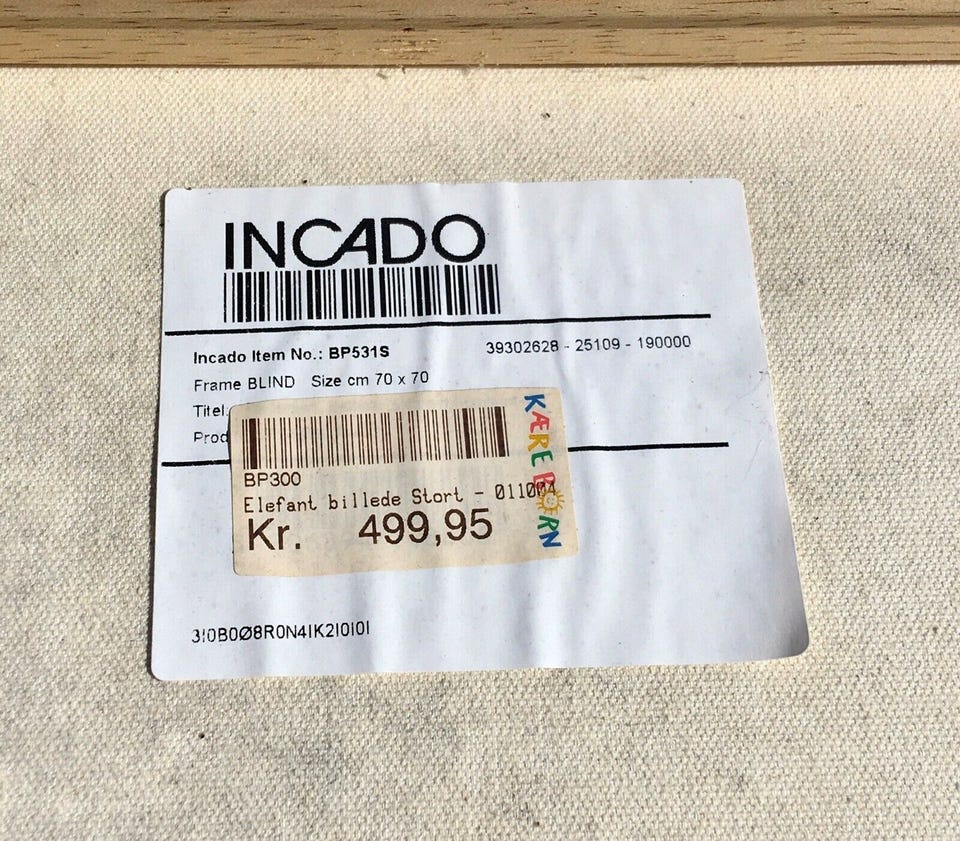 INCADO
Incado Item No.: BP531S 39302628 - 25109 - 190000
Frame BLIND Size cm 70 x 70
Titel
Prod
KÆRE BØRN
BP300
Elefant billede Stort - 011004
Kr. 499,95
3I0B0Ø8R0N4IK2I0I0I